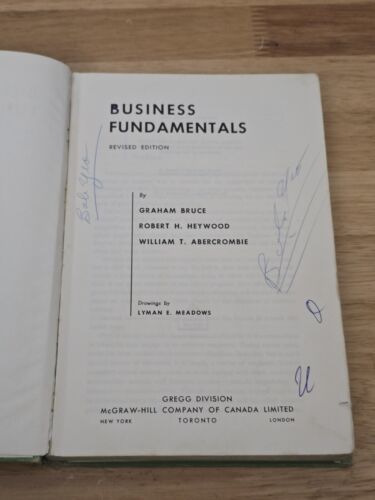 BUSINESS
FUNDAMENTALS
REVISED EDITION
By
GRAHAM BRUCE
ROBERT H. HEYWOOD
WILLIAM T. ABERCROMBIE
Drawings by
LYMAN E. MEADOWS
GREGG DIVISION
McGRAW-HILL COMPANY OF CANADA LIMITED
NEW YORK TORONTO LONDON
Bob
U